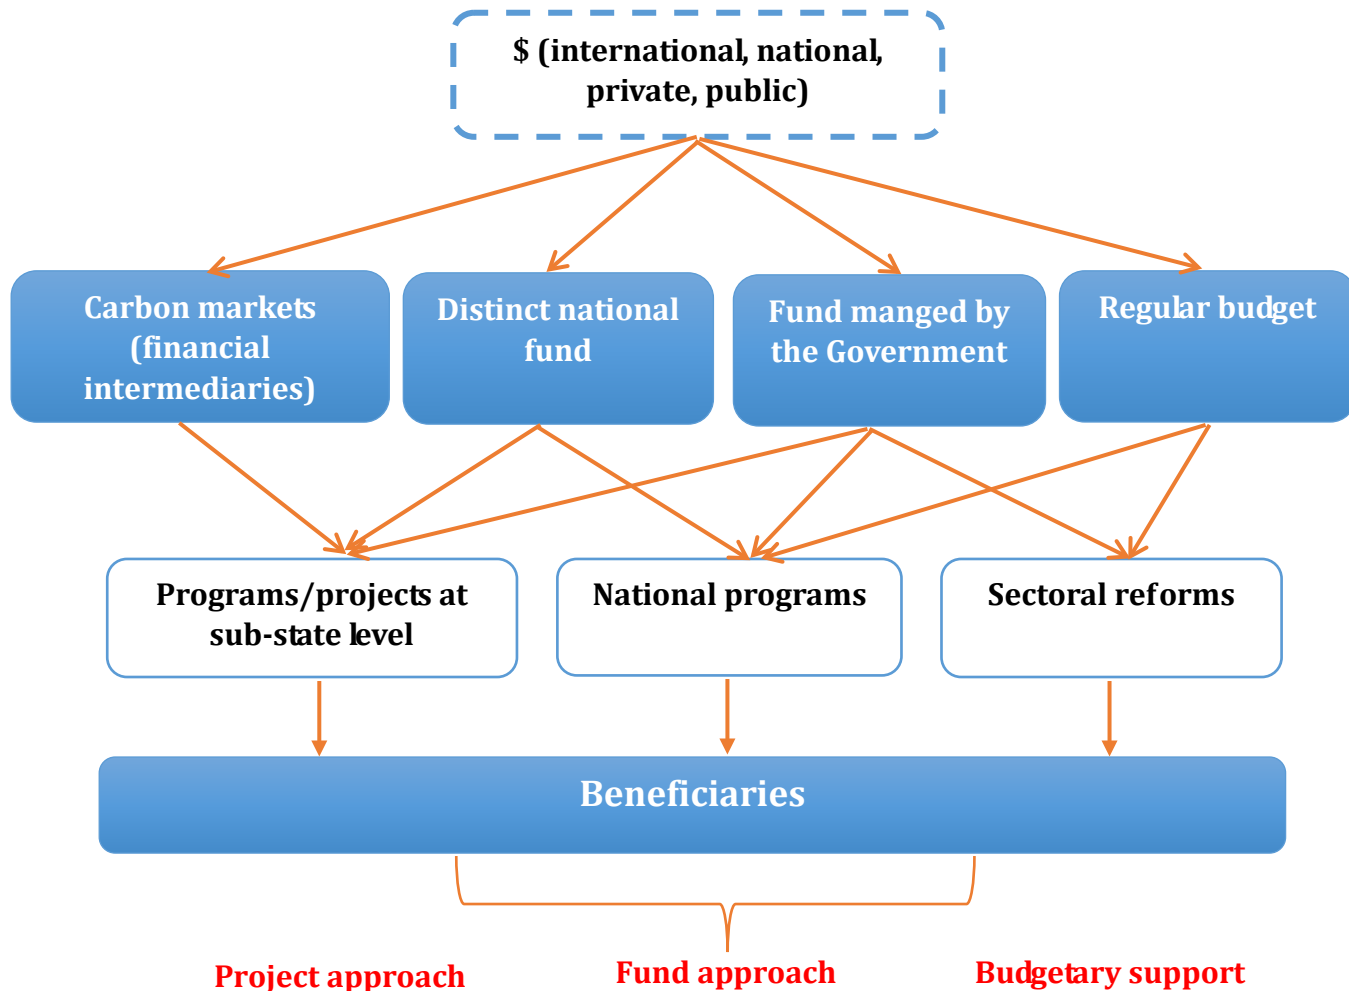 $ (international, national,
private, public)
Carbon markets
(financial
intermediaries)
Distinct national
fund
Fund manged by
the Government
Regular budget
Programs/projects at
sub-state level
National programs
Sectoral reforms
Beneficiaries
Project approach
Fund approach
Budgetary support